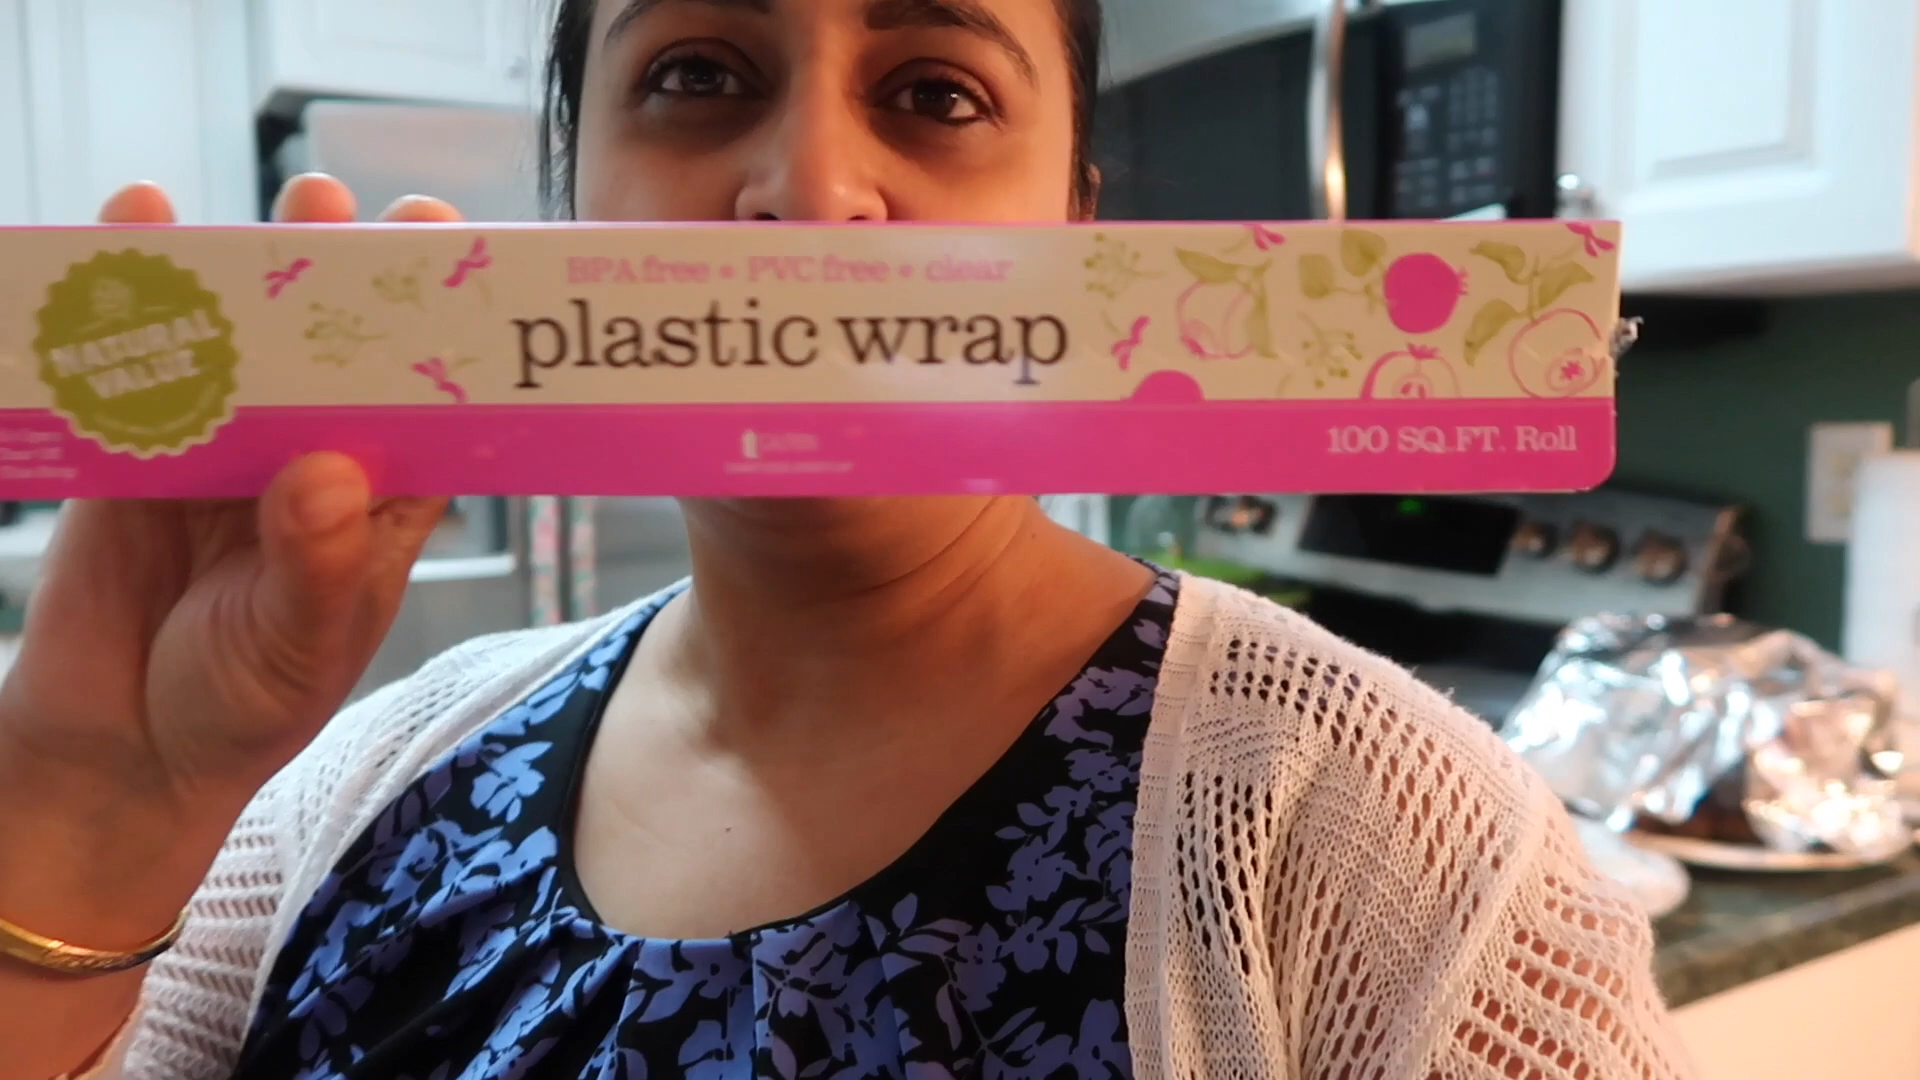 NATURAL
VALUE
BPA free • PVC free • clear
plastic wrap
100 SQ.FT. Roll